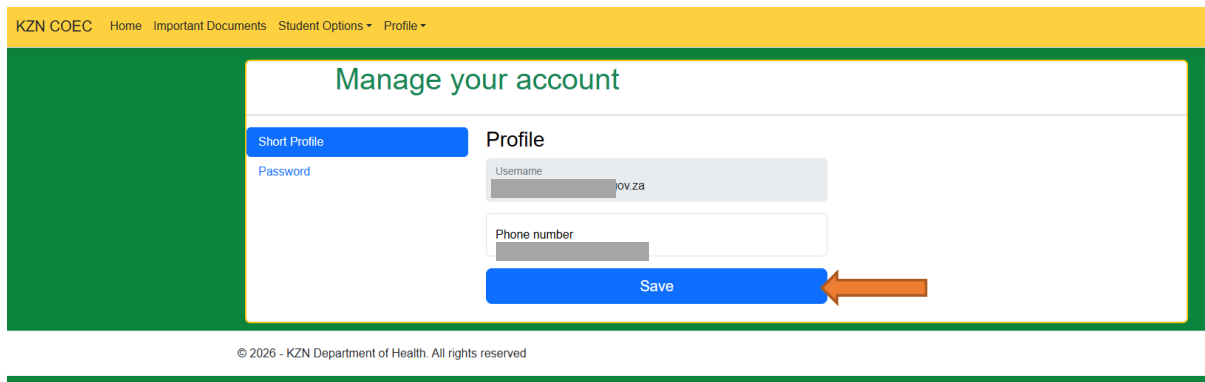 KZN COEC Home Important Documents Student Options Profile
Manage your account
Short Profile
Password
Profile
Username
ov.za
Phone number
Save
© 2026 - KZN Department of Health. All rights reserved